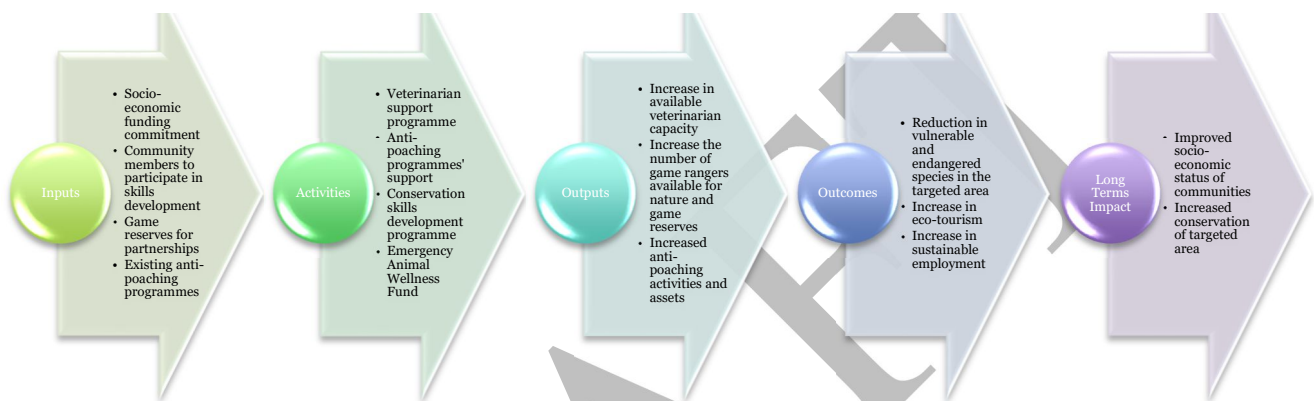 Inputs
• Socio-
economic
funding
commitment
• Community
members to
participate in
skills
development
• Game
reserves for
partnerships
• Existing anti-
poaching
programmes
Activities
• Veterinarian
support
programme
- Anti-
poaching
programmes'
support
• Conservation
skills
development
programme
• Emergency
Animal
Wellness
Fund
Outputs
• Increase in
available
veterinarian
capacity
• Increase the
number of
game rangers
available for
nature and
game
reserves
• Increased
anti-
poaching
activities and
assets
Outcomes
• Reduction in
vulnerable
and
endangered
species in the
targeted area
• Increase in
eco-tourism
• Increase in
sustainable
employment
Long
Terms
Impact
- Improved
socio-
economic
status of
communities
• Increased
conservation
of targeted
area